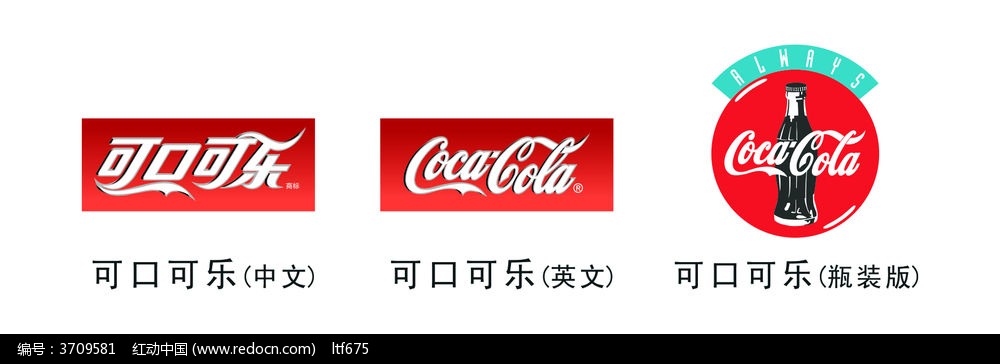 可口可乐
商标
Coca-Cola
®
ALWAYS
Coca-Cola
可口可乐(中文)
可口可乐(英文)
可口可乐(瓶装版)
编号：3709581 红动中国 (www.redocn.com) ltf675